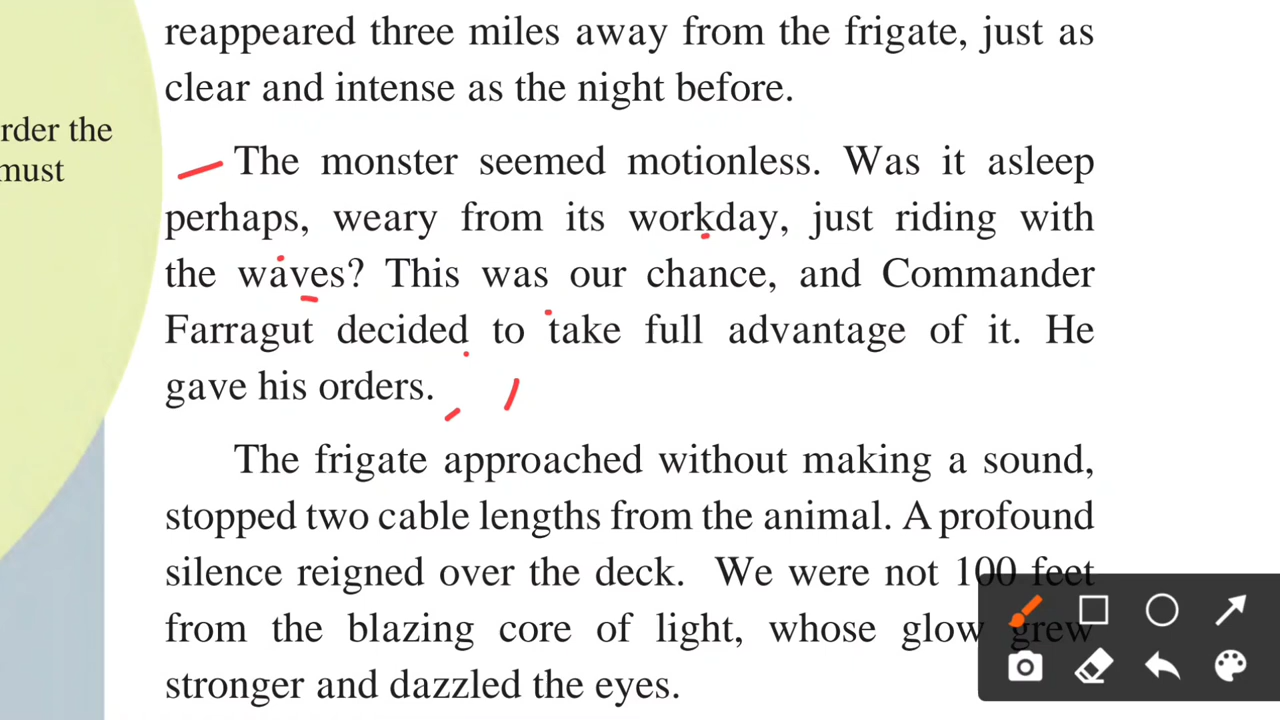 reappeared three miles away from the frigate, just as
clear and intense as the night before.
rder the
must
The monster seemed motionless. Was it asleep
perhaps, weary from its workday, just riding with
the waves? This was our chance, and Commander
Farragut decided to take full advantage of it. He
gave his orders.
The frigate approached without making a sound,
stopped two cable lengths from the animal. A profound
silence reigned over the deck. We were not 100 feet
from the blazing core of light, whose glow grew
stronger and dazzled the eyes.